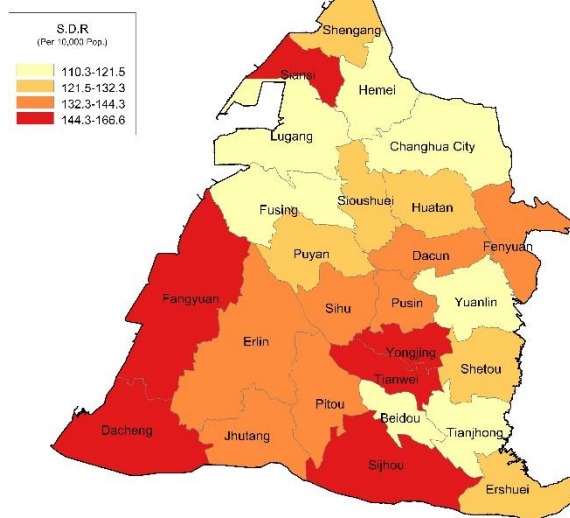 S.D.R
(Per 10,000 Pop.)
110.3-121.5
121.5-132.3
132.3-144.3
144.3-166.6
Shengang
Siansi
Hemei
Lugang
Changhua City
Sioushuei
Huatan
Fusing
Fenyuan
Puyan
Dacun
Fangyuan
Sihu
Pusin
Yuanlin
Erlin
Yongjing
Shetou
Tianwei
Pitou
Beidou
Dacheng
Jhutang
Tianjhong
Sijhou
Ershuei